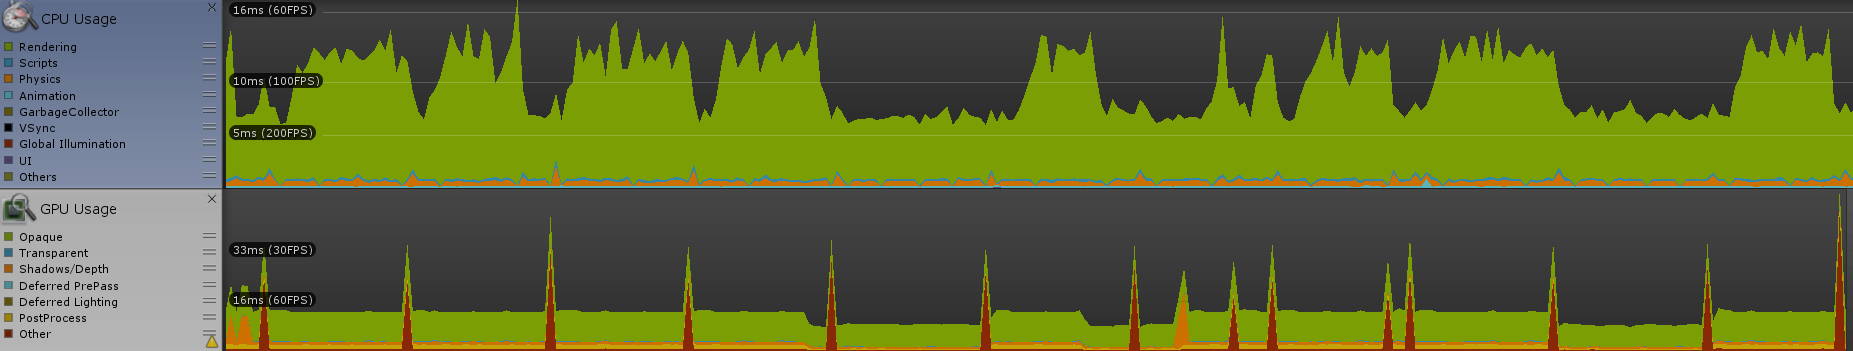 CPU Usage
Rendering
Scripts
Physics
Animation
GarbageCollector
VSync
Global Illumination
UI
Others
16ms (60FPS)
10ms (100FPS)
5ms (200FPS)
GPU Usage
Opaque
Transparent
Shadows/Depth
Deferred PrePass
Deferred Lighting
PostProcess
Other
33ms (30FPS)
16ms (60FPS)